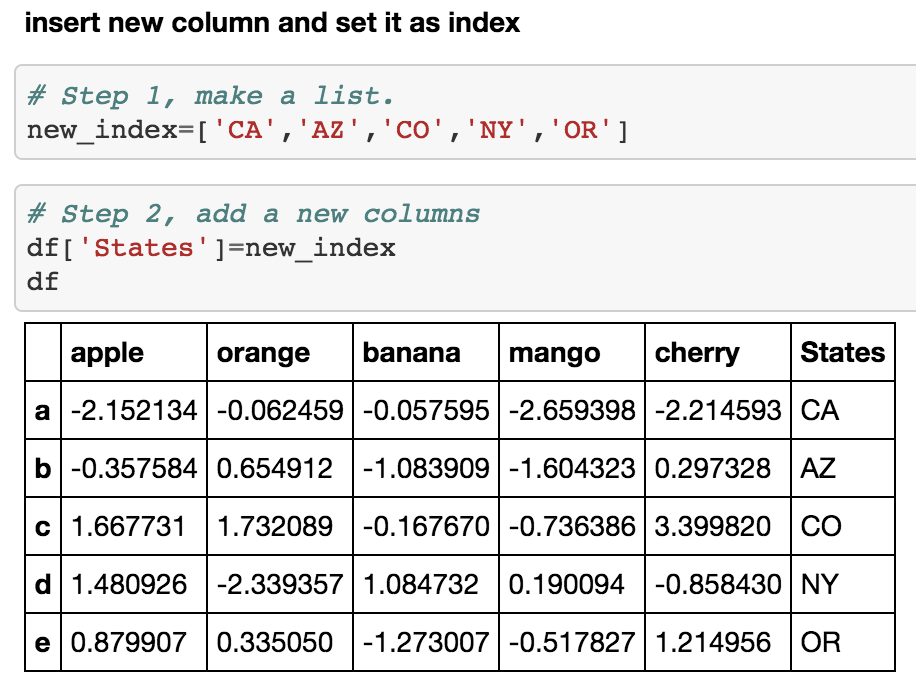 insert new column and set it as index
# Step 1, make a list.
new_index=['CA','AZ','CO','NY','OR']
# Step 2, add a new columns
df['States']=new_index
df
apple orange banana mango cherry States
a -2.152134 -0.062459 -0.057595 -2.659398 -2.214593 CA
b -0.357584 0.654912 -1.083909 -1.604323 0.297328 AZ
c 1.667731 1.732089 -0.167670 -0.736386 3.399820 CO
d 1.480926 -2.339357 1.084732 0.190094 -0.858430 NY
e 0.879907 0.335050 -1.273007 -0.517827 1.214956 OR